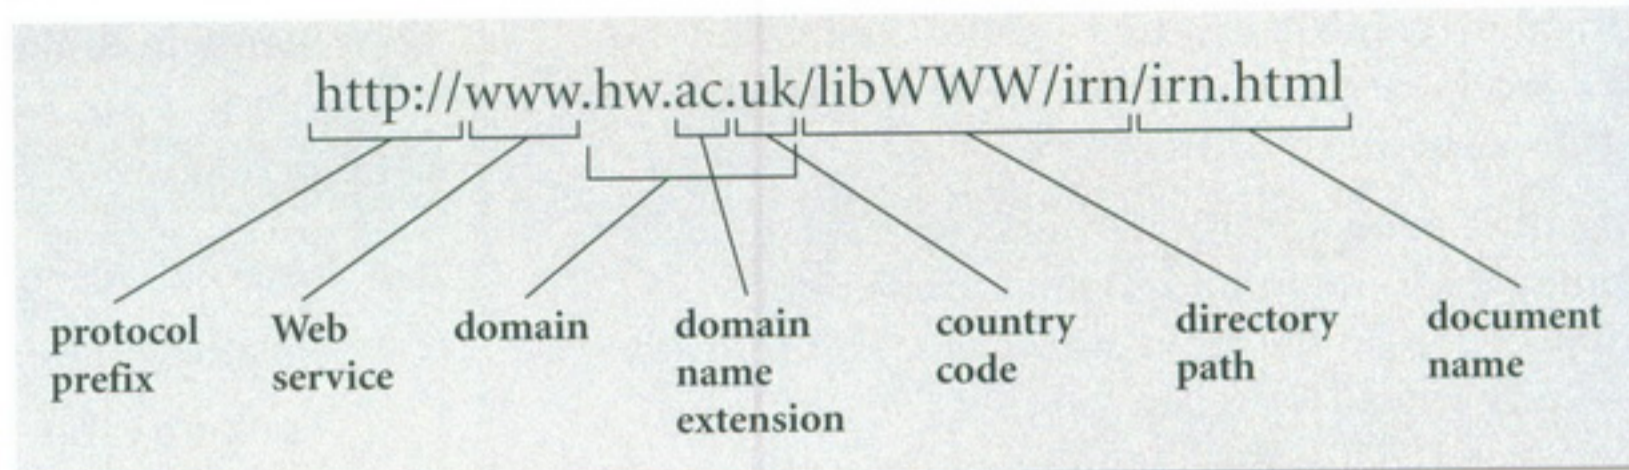 http://www.hw.ac.uk/libWWW/irn/irn.html
protocol prefix
Web service
domain
domain name extension
country code
directory path
document name